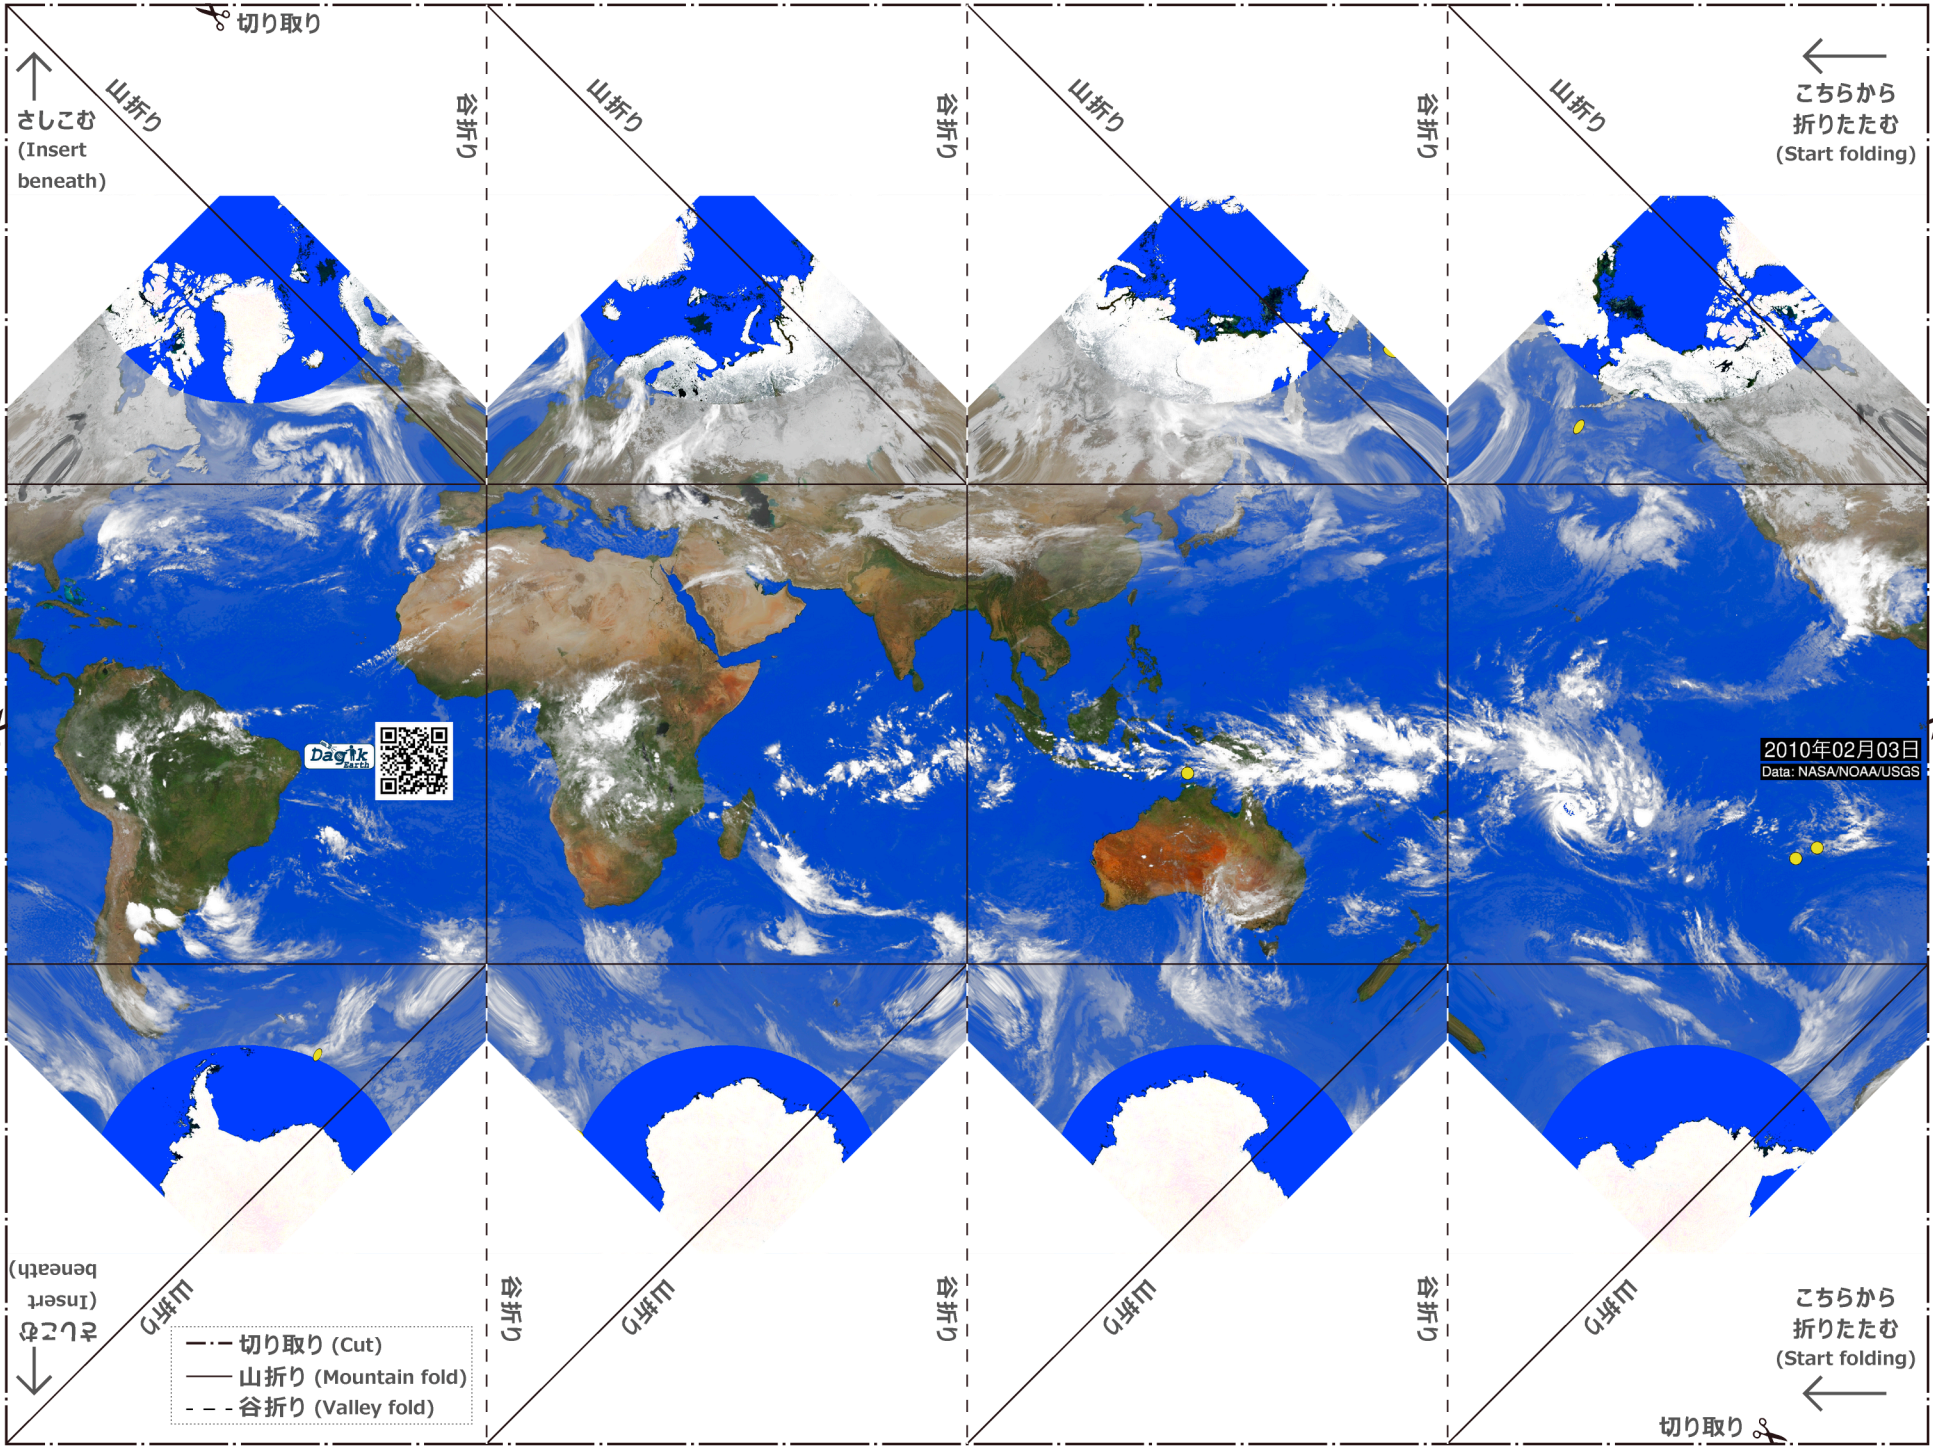 切り取り
山折り
谷折り
山折り
谷折り
山折り
谷折り
山折り
さしこむ
(Insert
beneath)
こちらから
折りたたむ
(Start folding)
Dagik
Earth
2010年02月03日
Data: NASA/NOAA/USGS
さしこむ
(Insert
beneath)
山折り
谷折り
山折り
谷折り
山折り
谷折り
山折り
こちらから
折りたたむ
(Start folding)
切り取り (Cut)
山折り (Mountain fold)
谷折り (Valley fold)
切り取り